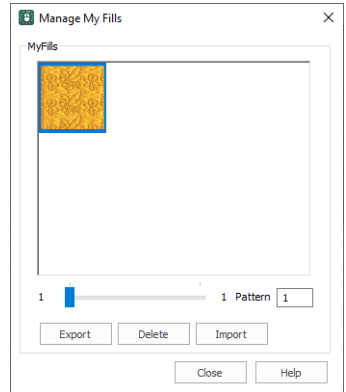 Manage My Fills
MyFills
1 1 Pattern 1
Export Delete Import
Close Help